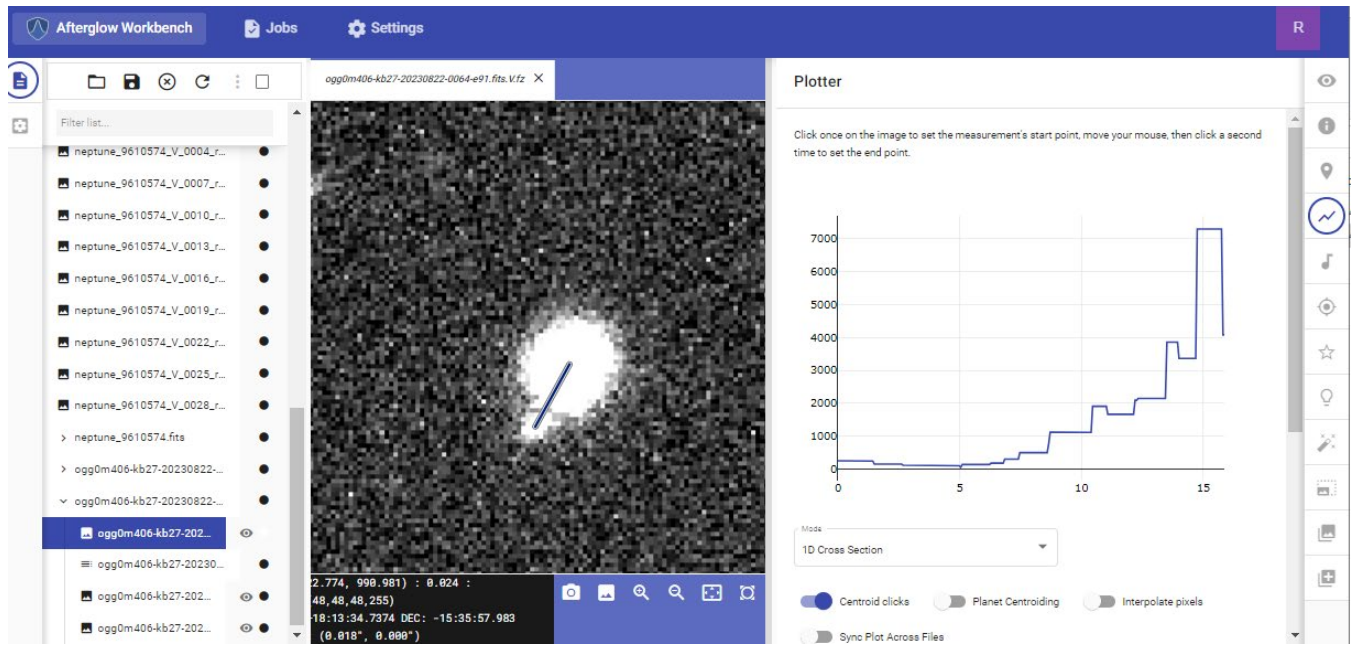 Afterglow Workbench
Jobs
Settings
R
Filter list...
neptune_9610574_V_0004_r...
neptune_9610574_V_0007_r...
neptune_9610574_V_0010_r...
neptune_9610574_V_0013_r...
neptune_9610574_V_0016_r...
neptune_9610574_V_0019_r...
neptune_9610574_V_0022_r...
neptune_9610574_V_0025_r...
neptune_9610574_V_0028_r...
neptune_9610574.fits
ogg0m406-kb27-20230822-...
ogg0m406-kb27-20230822-...
ogg0m406-kb27-202...
ogg0m406-kb27-20230...
ogg0m406-kb27-202...
ogg0m406-kb27-202...
ogg0m406-kb27-20230822-0064-e91.fits.V.fz
22.774, 990.981) : 0.024 :
48,48,48,255)
18:13:34.7374 DEC: -15:35:57.983
(0.018", 0.000")
Plotter
Click once on the image to set the measurement's start point, move your mouse, then click a second
time to set the end point.
7000
6000
5000
4000
3000
2000
1000
0
0 5 10 15
Mode
1D Cross Section
Centroid clicks
Planet Centroiding
Interpolate pixels
Sync Plot Across Files